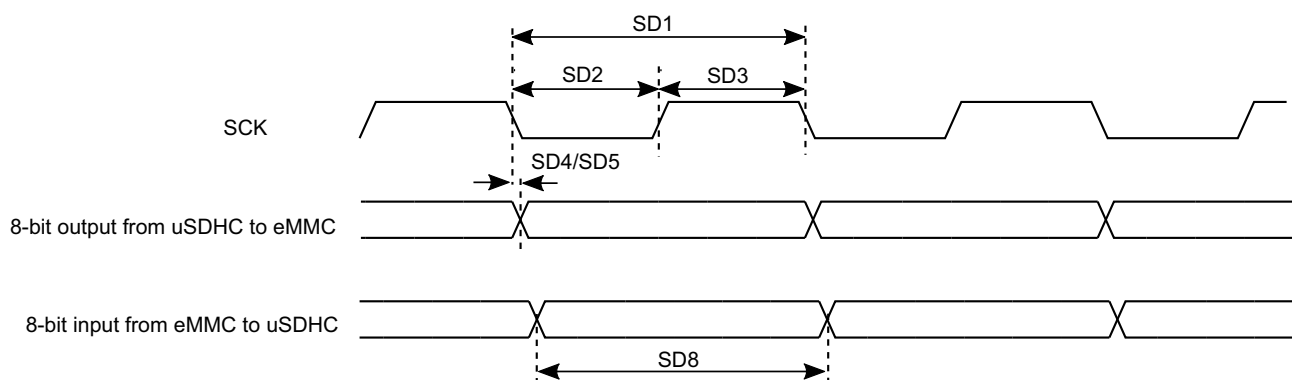 SD1
SD2
SD3
SCK
SD4/SD5
8-bit output from uSDHC to eMMC
8-bit input from eMMC to uSDHC
SD8